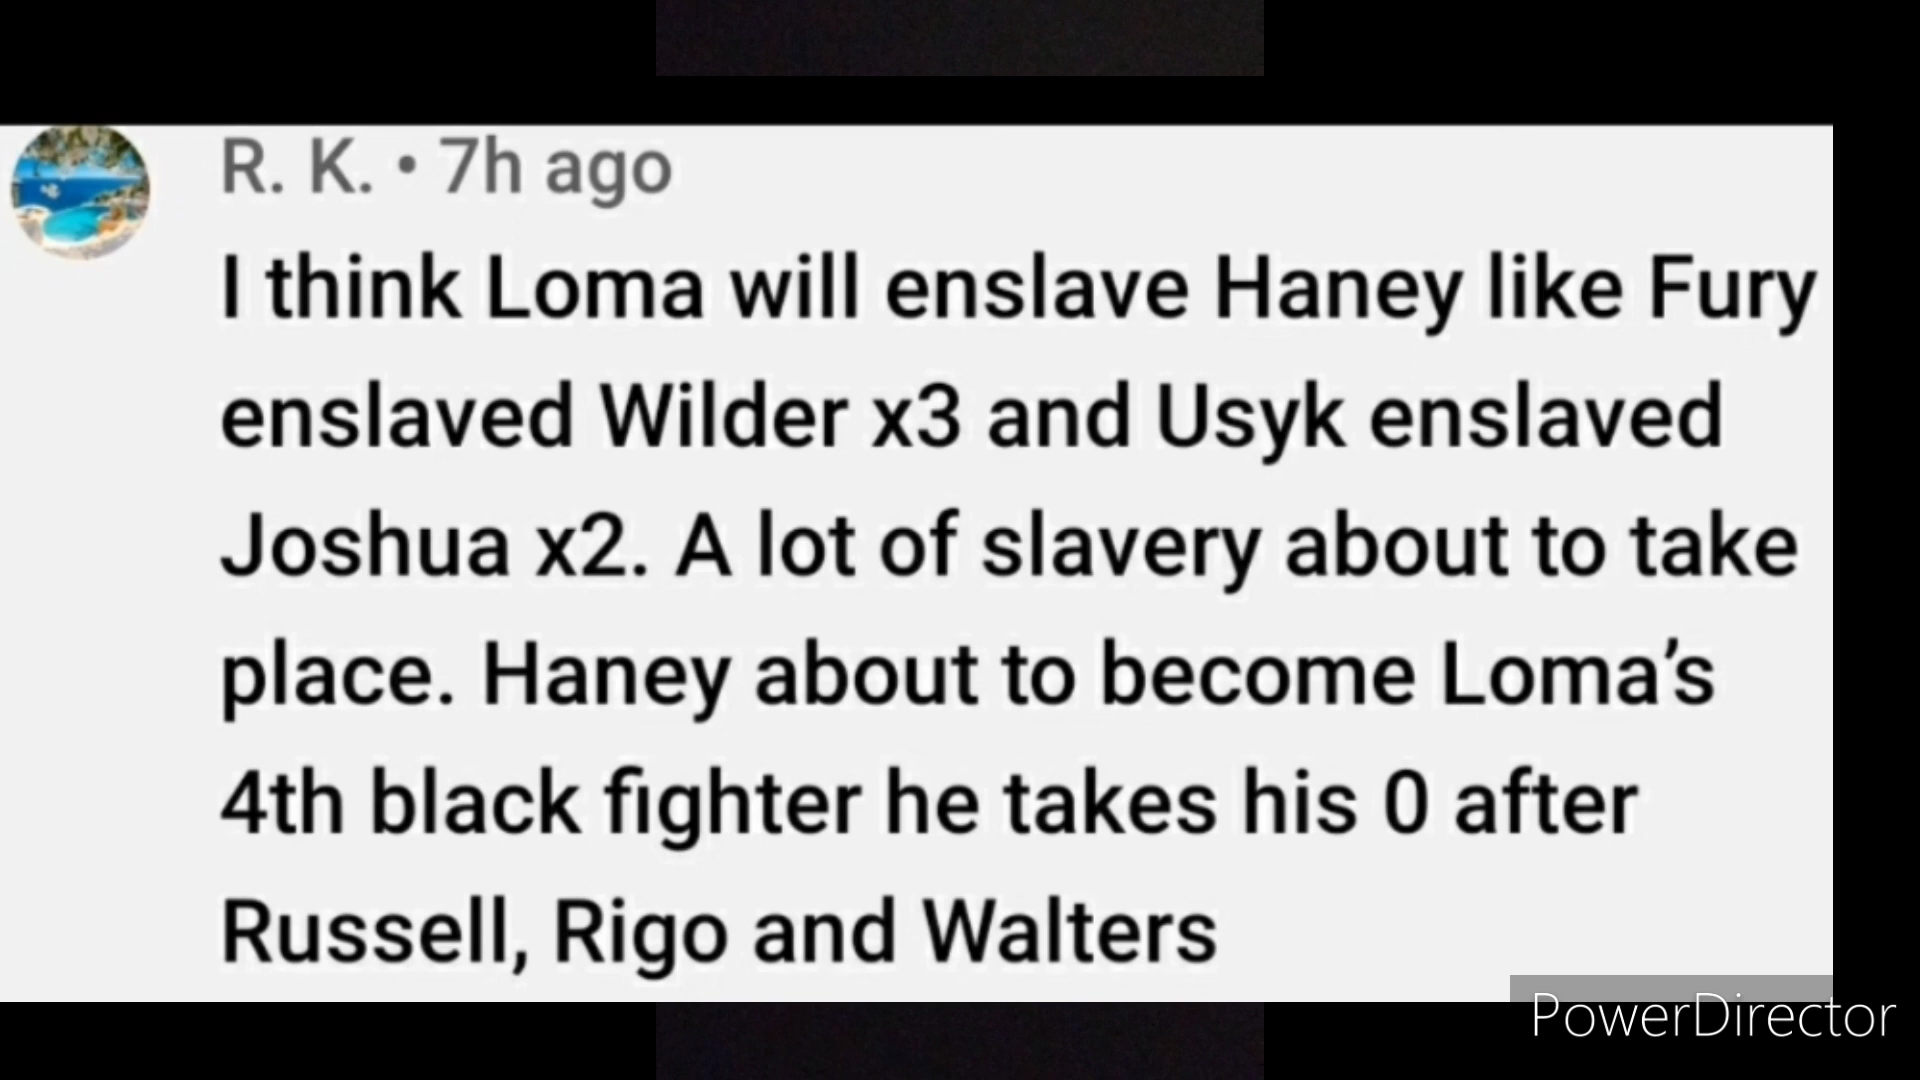 R. K. • 7h ago
I think Loma will enslave Haney like Fury
enslaved Wilder x3 and Usyk enslaved
Joshua x2. A lot of slavery about to take
place. Haney about to become Loma’s
4th black fighter he takes his 0 after
Russell, Rigo and Walters
PowerDirector